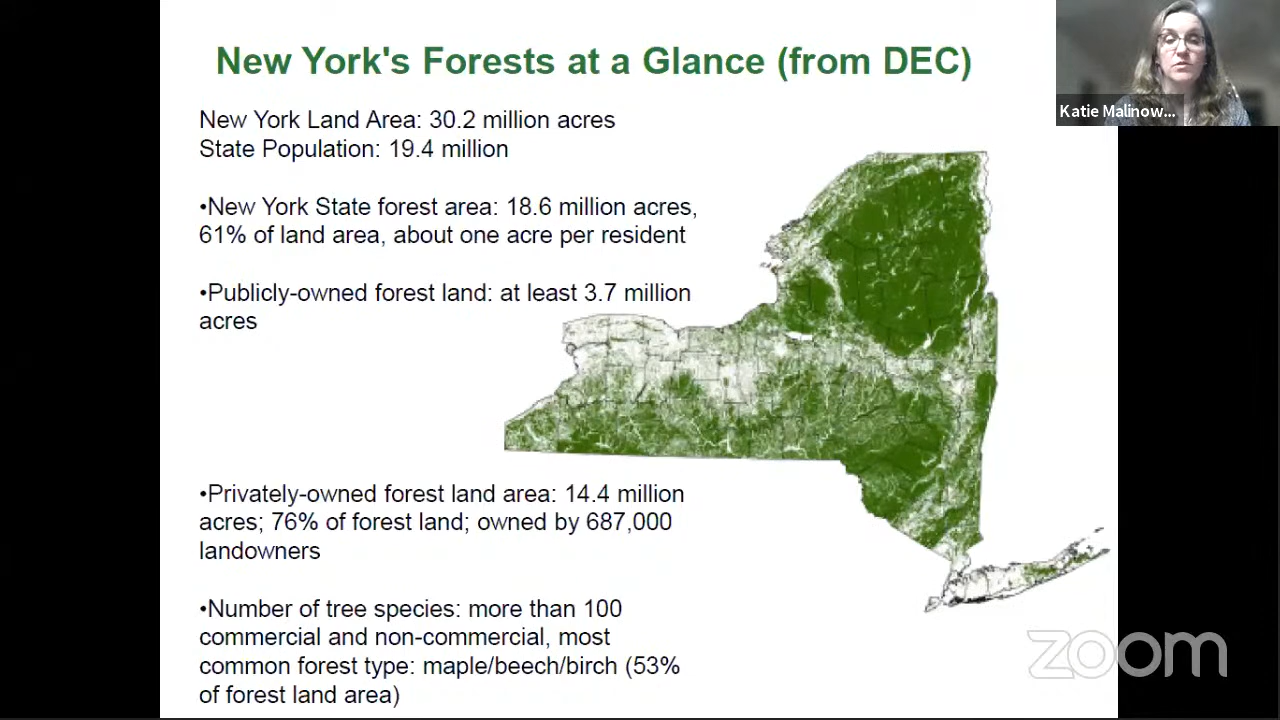 New York's Forests at a Glance (from DEC)
Katie Malinow...
New York Land Area: 30.2 million acres
State Population: 19.4 million
•New York State forest area: 18.6 million acres,
61% of land area, about one acre per resident
•Publicly-owned forest land: at least 3.7 million
acres
•Privately-owned forest land area: 14.4 million
acres; 76% of forest land; owned by 687,000
landowners
•Number of tree species: more than 100
commercial and non-commercial, most
common forest type: maple/beech/birch (53%
of forest land area)
zoom